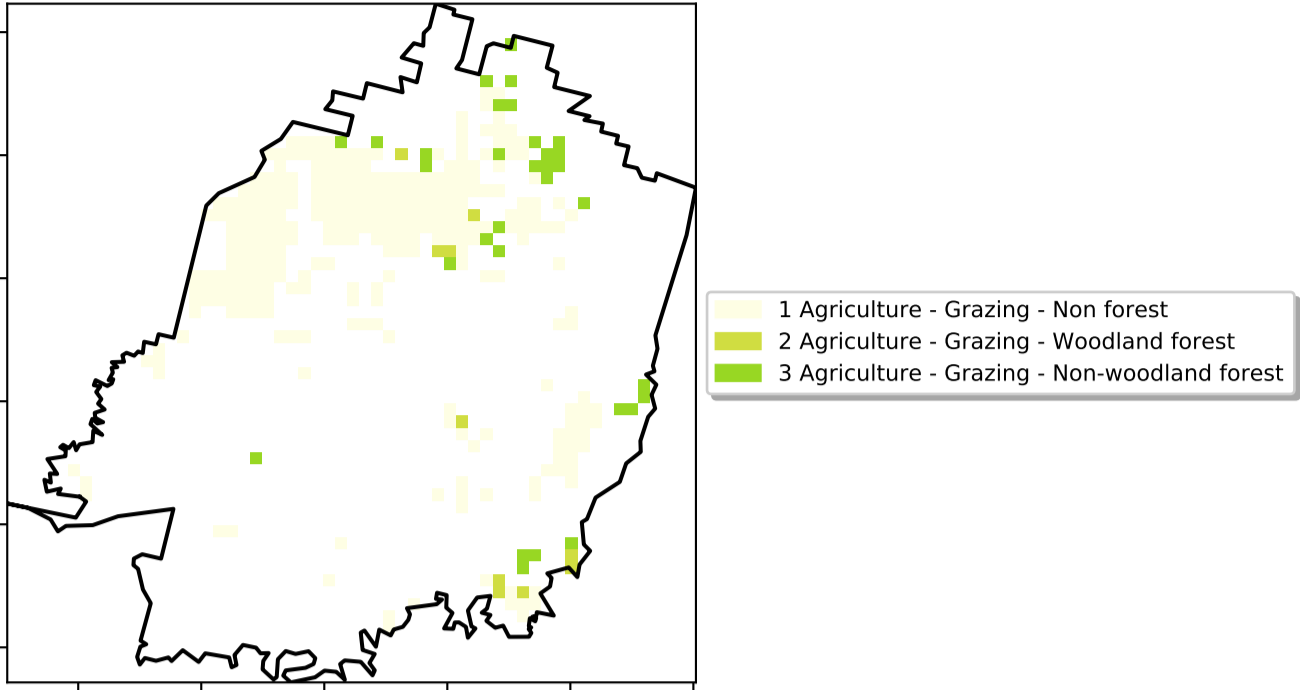 1 Agriculture - Grazing - Non forest
2 Agriculture - Grazing - Woodland forest
3 Agriculture - Grazing - Non-woodland forest